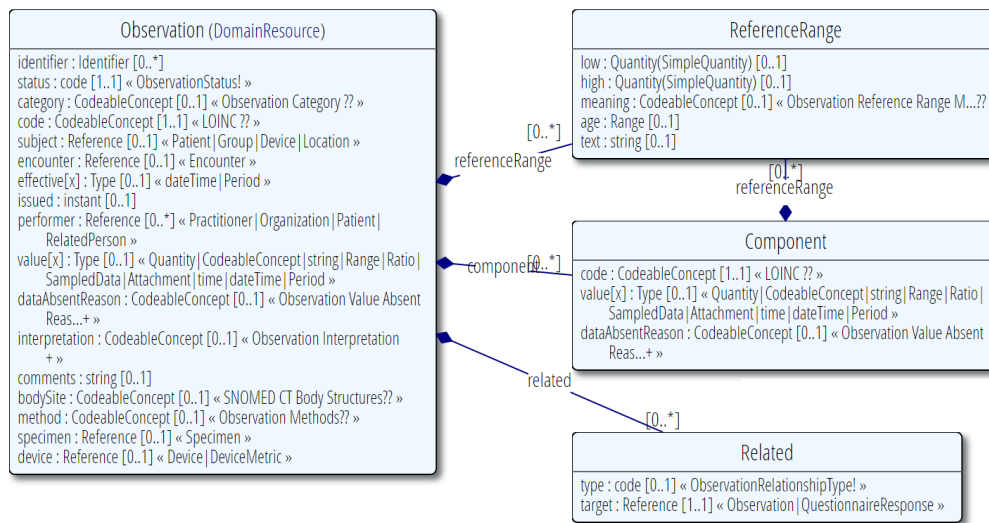 Observation (DomainResource)
identifier : Identifier [0..*]
status : code [1..1] « ObservationStatus! »
category : CodeableConcept [0..1] « Observation Category ?? »
code : CodeableConcept [1..1] « LOINC ?? »
subject : Reference [0..1] « Patient|Group|Device|Location »
encounter : Reference [0..1] « Encounter »
effective[x] : Type [0..1] « dateTime|Period »
issued : instant [0..1]
performer : Reference [0..*] « Practitioner|Organization|Patient|
RelatedPerson »
value[x] : Type [0..1] « Quantity|CodeableConcept|string|Range|Ratio|
SampledData|Attachment|time|dateTime|Period »
dataAbsentReason : CodeableConcept [0..1] « Observation Value Absent
Reas...+ »
interpretation : CodeableConcept [0..1] « Observation Interpretation
+ »
comments : string [0..1]
bodySite : CodeableConcept [0..1] « SNOMED CT Body Structures?? »
method : CodeableConcept [0..1] « Observation Methods?? »
specimen : Reference [0..1] « Specimen »
device : Reference [0..1] « Device|DeviceMetric »
[0..*]
referenceRange
ReferenceRange
low : Quantity(SimpleQuantity) [0..1]
high : Quantity(SimpleQuantity) [0..1]
meaning : CodeableConcept [0..1] « Observation Reference Range M...??
age : Range [0..1]
text : string [0..1]
[0..*]
referenceRange
component
[0..*]
Component
code : CodeableConcept [1..1] « LOINC ?? »
value[x] : Type [0..1] « Quantity|CodeableConcept|string|Range|Ratio|
SampledData|Attachment|time|dateTime|Period »
dataAbsentReason : CodeableConcept [0..1] « Observation Value Absent
Reas...+ »
related
[0..*]
Related
type : code [0..1] « ObservationRelationshipType! »
target : Reference [1..1] « Observation|QuestionnaireResponse »